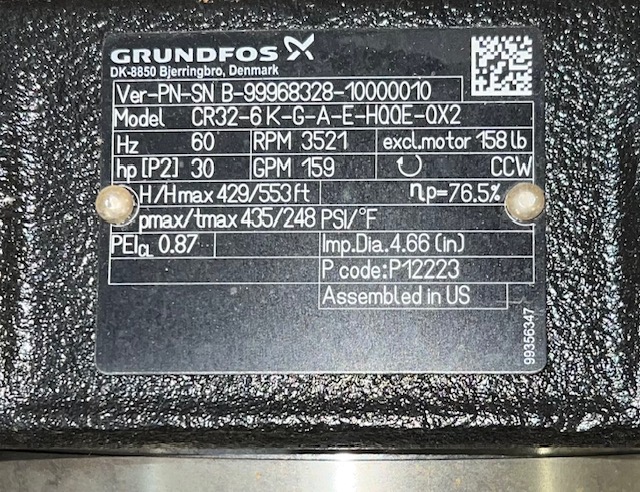 GRUNDFOS
DK-8850 Bjerringbro, Denmark
Ver-PN-SN B-99968328-10000010
Model CR32-6 K-G-A-E-HQQE-QX2
Hz 60 RPM 3521 excl.motor 158 lb
hp [P2] 30 GPM 159 CCW
H/Hmax 429/553 ft ηp=76.5%
pmax/tmax 435/248 PSI/°F
PEICL 0.87 Imp.Dia.4.66 (in)
P code:P12223
Assembled in US
99356347